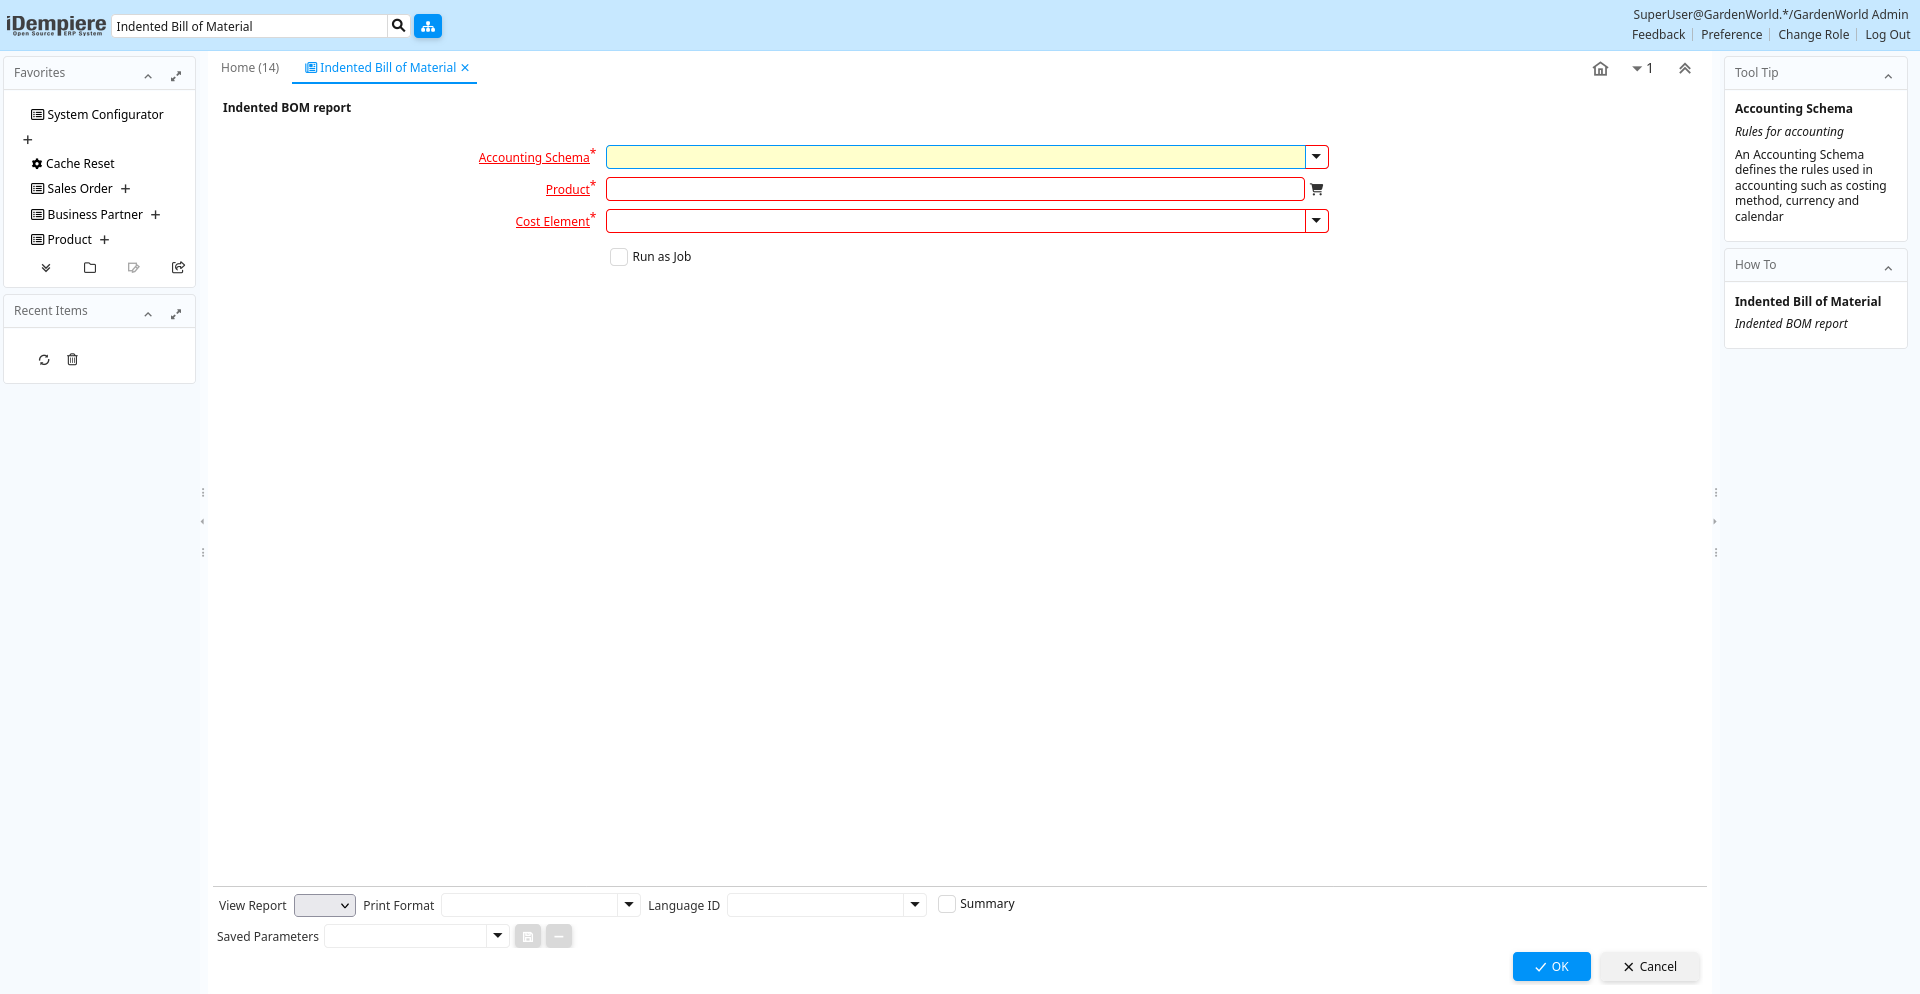 iDempiere
Open Source ERP System
Indented Bill of Material
SuperUser@GardenWorld.*/GardenWorld Admin
Feedback
Preference
Change Role
Log Out
Favorites
System Configurator
Cache Reset
Sales Order
Business Partner
Product
Recent Items
Home (14)
Indented Bill of Material
1
Indented BOM report
Accounting Schema*
Product*
Cost Element*
Run as Job
View Report
Print Format
Language ID
Summary
Saved Parameters
OK
Cancel
Tool Tip
Accounting Schema
Rules for accounting
An Accounting Schema
defines the rules used in
accounting such as costing
method, currency and
calendar
How To
Indented Bill of Material
Indented BOM report